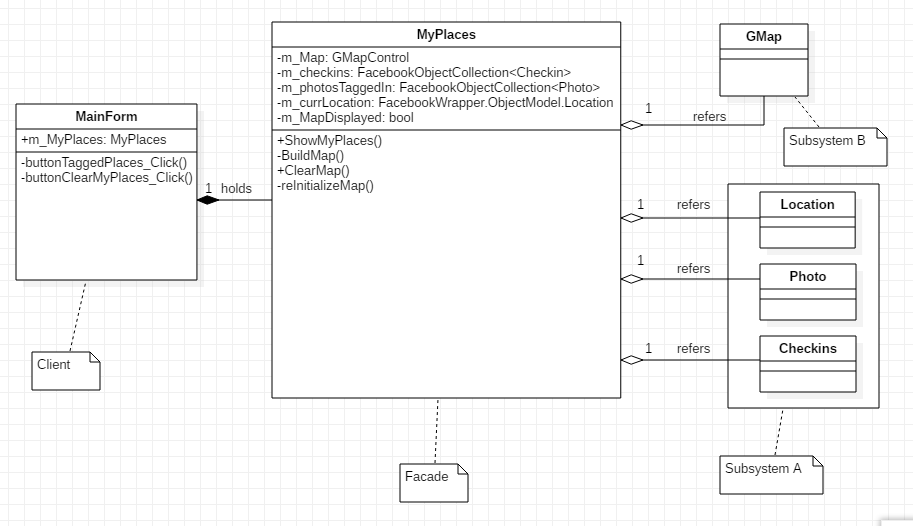 MainForm
+m_MyPlaces: MyPlaces
-buttonTaggedPlaces_Click()
-buttonClearMyPlaces_Click()
1 holds
Client
MyPlaces
-m_Map: GMapControl
-m_checkins: FacebookObjectCollection<Checkin>
-m_photosTaggedIn: FacebookObjectCollection<Photo>
-m_currLocation: FacebookWrapper.ObjectModel.Location
-m_MapDisplayed: bool
+ShowMyPlaces()
-BuildMap()
+ClearMap()
-reInitializeMap()
Facade
GMap
1 refers
Subsystem B
1 refers
Location
1 refers
Photo
1 refers
Checkins
Subsystem A